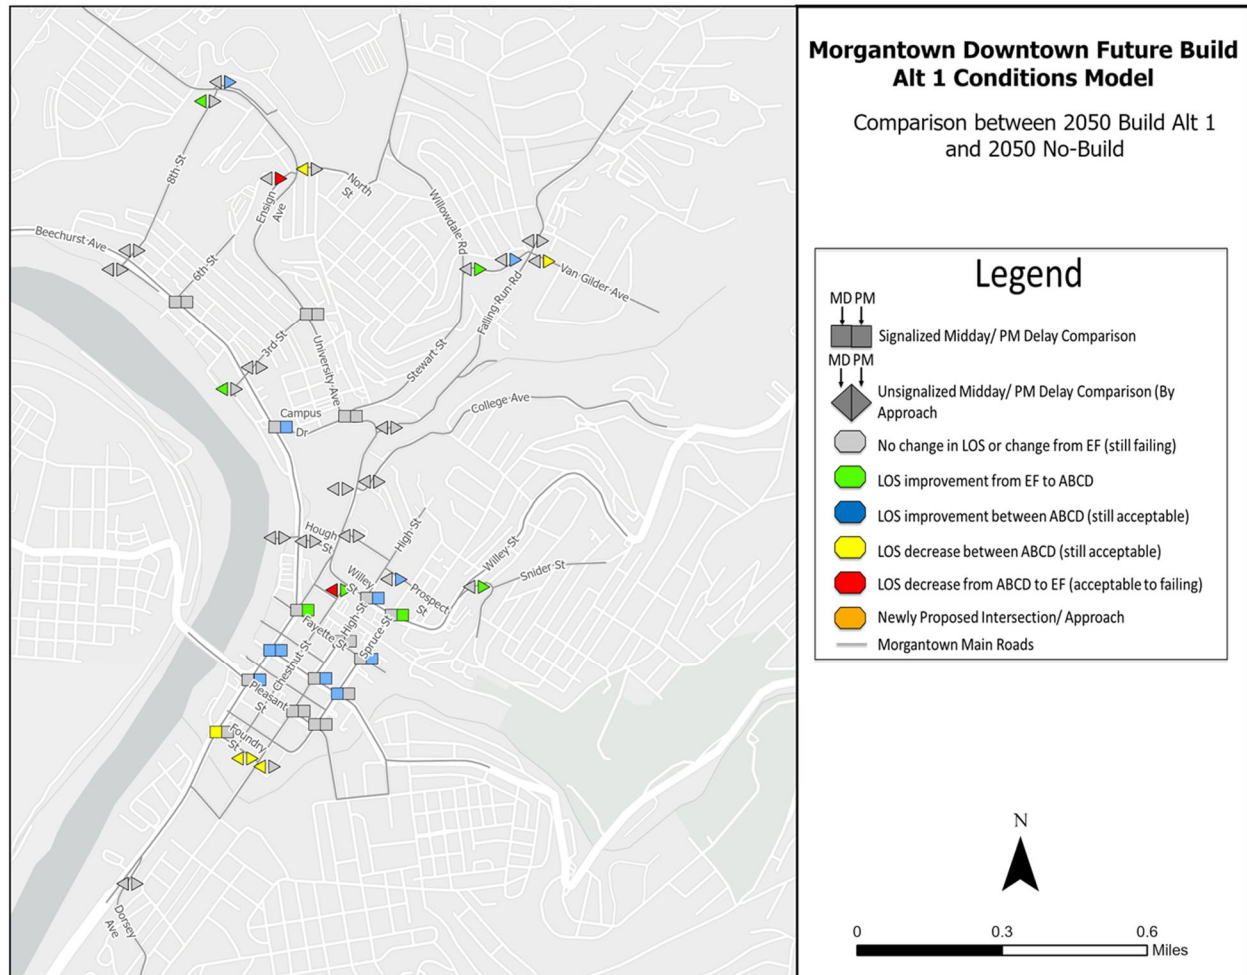 Morgantown Downtown Future Build
Alt 1 Conditions Model
Comparison between 2050 Build Alt 1
and 2050 No-Build
Legend
MD PM
Signalized Midday/ PM Delay Comparison
MD PM
Unsignalized Midday/ PM Delay Comparison (By
Approach
No change in LOS or change from EF (still failing)
LOS improvement from EF to ABCD
LOS improvement between ABCD (still acceptable)
LOS decrease between ABCD (still acceptable)
LOS decrease from ABCD to EF (acceptable to failing)
Newly Proposed Intersection/ Approach
Morgantown Main Roads
N
0 0.3 0.6
Miles
8th St
North
St
Ensign
Ave
Willowdale Rd
Beechurst Ave
6th St
Van Gilder Ave
Falling Run Rd
3rd St
University Ave
Stewart St
College Ave
Campus
Dr
High St
Hough
St
Willey St
Snider St
Willey
St
Prospect
St
High St
Spruce St
Fayette St
Chestnut St
Pleasant
St
Foundry
St
Dorsey
Ave